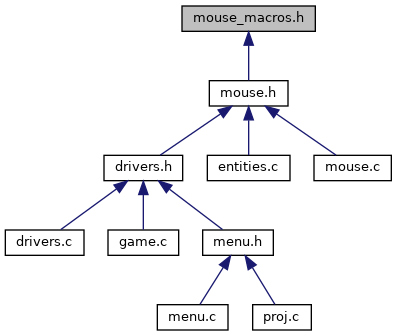 mouse_macros.h
mouse.h
drivers.h
entities.c
mouse.c
drivers.c
game.c
menu.h
menu.c
proj.c